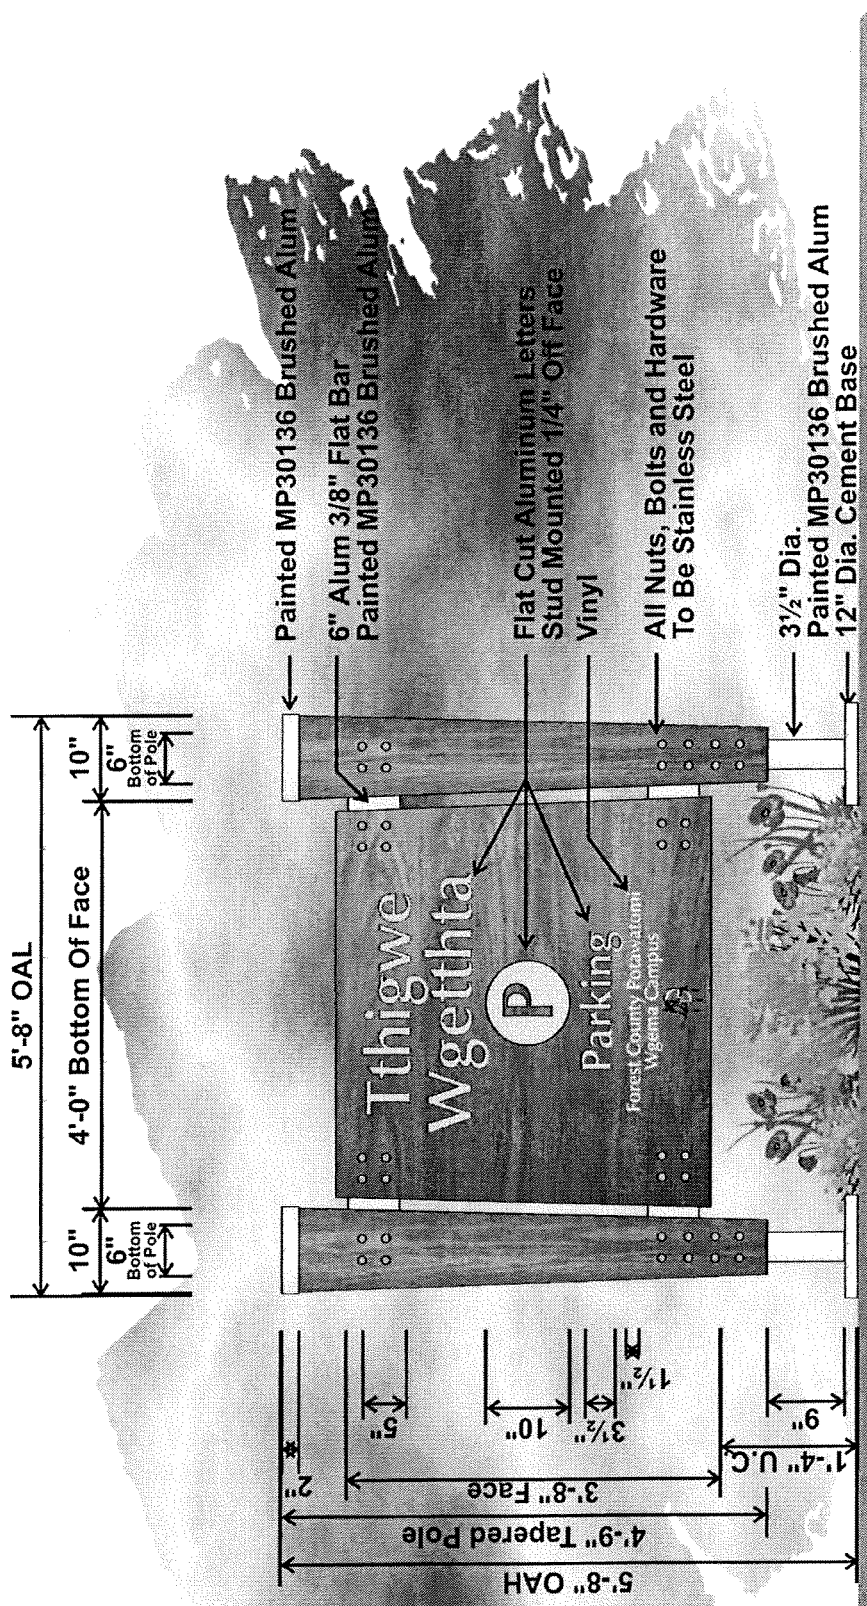 5'-8" OAL
10"
4'-0" Bottom Of Face
10"
6"
Bottom
of Pole
6"
Bottom
of Pole
Painted MP30136 Brushed Alum
6" Alum 3/8" Flat Bar
Painted MP30136 Brushed Alum
Flat Cut Aluminum Letters
Stud Mounted 1/4" Off Face
Vinyl
All Nuts, Bolts and Hardware
To Be Stainless Steel
3½" Dia.
Painted MP30136 Brushed Alum
12" Dia. Cement Base
Tthigwe
Wgetthta
P
Parking
Forest County Potawatomi
Wgema Campus
2"
5"
10"
3½"
1½"
9"
1'-4" U.C.
3'-8" Face
4'-9" Tapered Pole
5'-8" OAH